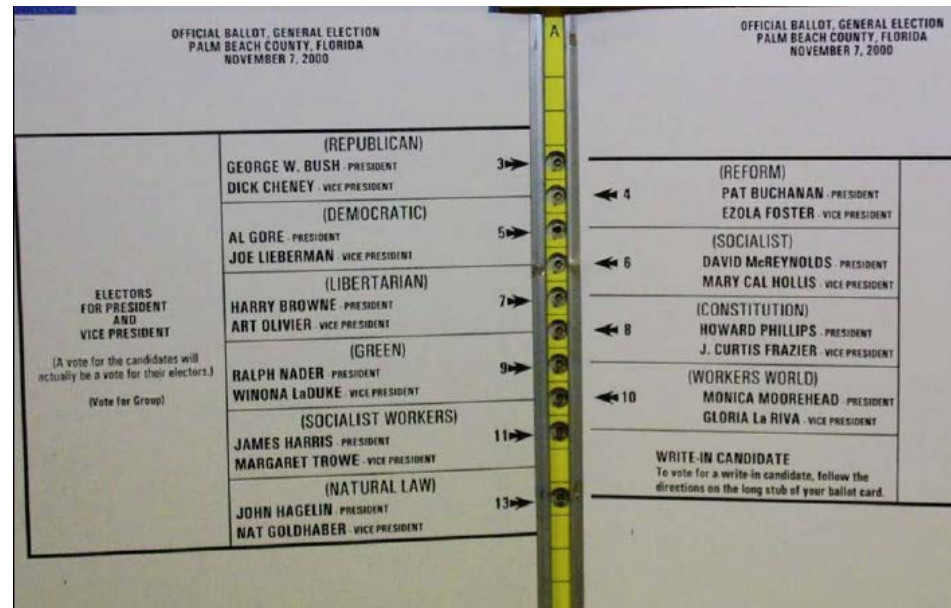 OFFICIAL BALLOT, GENERAL ELECTION
PALM BEACH COUNTY, FLORIDA
NOVEMBER 7, 2000
ELECTORS
FOR PRESIDENT
AND
VICE PRESIDENT
(A vote for the candidates will
actually be a vote for their electors.)
(Vote for Group)
(REPUBLICAN)
GEORGE W. BUSH - PRESIDENT
DICK CHENEY - VICE PRESIDENT
3
(DEMOCRATIC)
AL GORE - PRESIDENT
JOE LIEBERMAN - VICE PRESIDENT
5
(LIBERTARIAN)
HARRY BROWNE - PRESIDENT
ART OLIVIER - VICE PRESIDENT
7
(GREEN)
RALPH NADER - PRESIDENT
WINONA LaDUKE - VICE PRESIDENT
9
(SOCIALIST WORKERS)
JAMES HARRIS - PRESIDENT
MARGARET TROWE - VICE PRESIDENT
11
(NATURAL LAW)
JOHN HAGELIN - PRESIDENT
NAT GOLDHABER - VICE PRESIDENT
13
A
OFFICIAL BALLOT, GENERAL ELECTION
PALM BEACH COUNTY, FLORIDA
NOVEMBER 7, 2000
4
(REFORM)
PAT BUCHANAN - PRESIDENT
EZOLA FOSTER - VICE PRESIDENT
6
(SOCIALIST)
DAVID McREYNOLDS - PRESIDENT
MARY CAL HOLLIS - VICE PRESIDENT
8
(CONSTITUTION)
HOWARD PHILLIPS - PRESIDENT
J. CURTIS FRAZIER - VICE PRESIDENT
10
(WORKERS WORLD)
MONICA MOOREHEAD - PRESIDENT
GLORIA La RIVA - VICE PRESIDENT
WRITE-IN CANDIDATE
To vote for a write-in candidate, follow the
directions on the long stub of your ballot card.